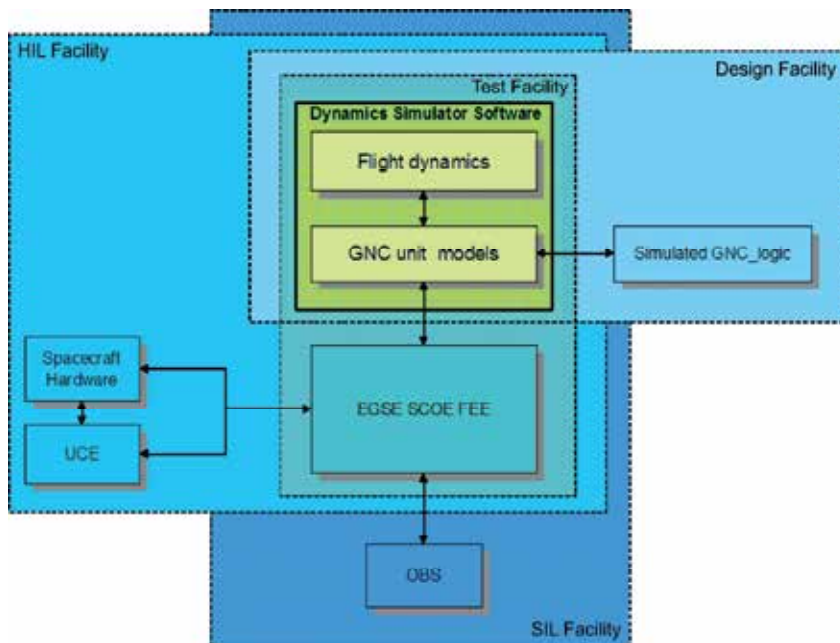 HIL Facility
Design Facility
Test Facility
Dynamics Simulator Software
Flight dynamics
GNC unit models
Simulated GNC_logic
Spacecraft
Hardware
EGSE SCOE FEE
UCE
OBS
SIL Facility